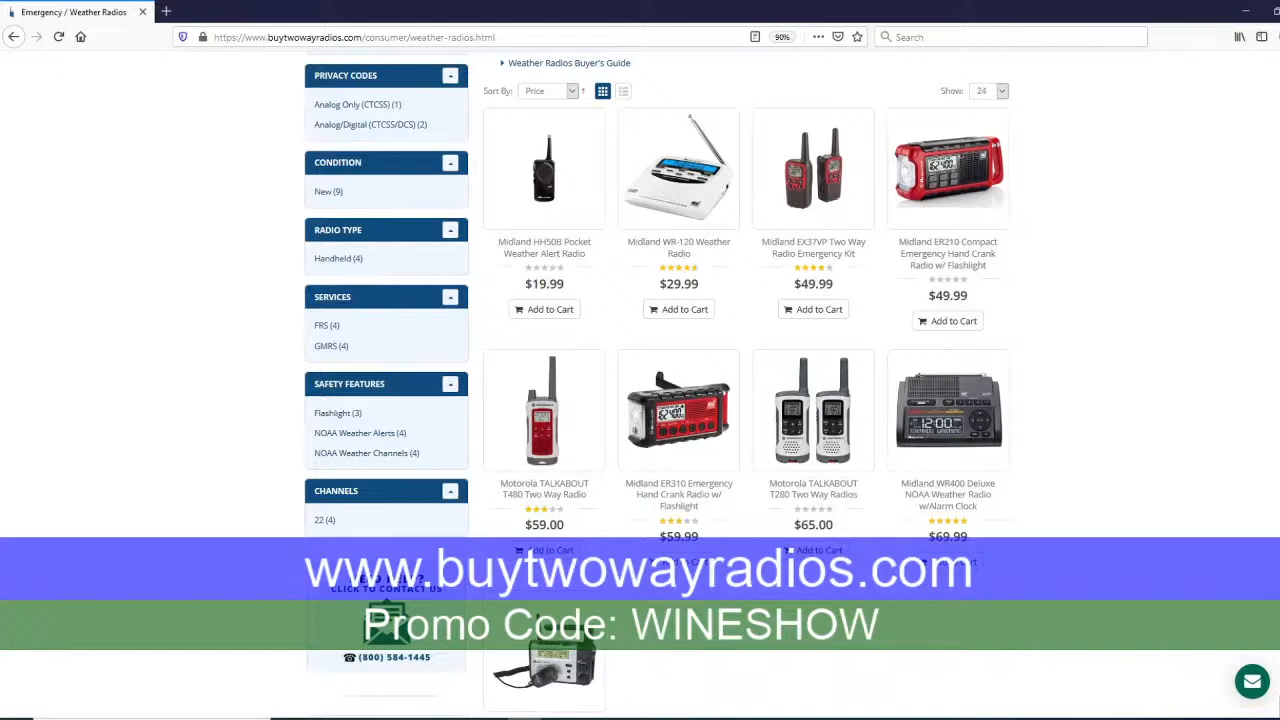 Emergency / Weather Radios
https://www.buytwowayradios.com/consumer/weather-radios.html
90%
Search
PRIVACY CODES
Analog Only (CTCSS) (1)
Analog/Digital (CTCSS/DCS) (2)
CONDITION
New (9)
RADIO TYPE
Handheld (4)
SERVICES
FRS (4)
GMRS (4)
SAFETY FEATURES
Flashlight (3)
NOAA Weather Alerts (4)
NOAA Weather Channels (4)
CHANNELS
22 (4)
NEED HELP?
CLICK TO CONTACT US
(800) 584-1445
Weather Radios Buyer's Guide
Sort By: Price
Show: 24
Midland HH50B Pocket
Weather Alert Radio
$19.99
Add to Cart
Midland WR-120 Weather
Radio
$29.99
Add to Cart
Midland EX37VP Two Way
Radio Emergency Kit
$49.99
Add to Cart
Midland ER210 Compact
Emergency Hand Crank
Radio w/ Flashlight
$49.99
Add to Cart
Motorola TALKABOUT
T480 Two Way Radio
$59.00
Add to Cart
Midland ER310 Emergency
Hand Crank Radio w/
Flashlight
$59.99
Add to Cart
Motorola TALKABOUT
T280 Two Way Radios
$65.00
Add to Cart
Midland WR400 Deluxe
NOAA Weather Radio
w/Alarm Clock
$69.99
www.buytwowayradios.com
Promo Code: WINESHOW